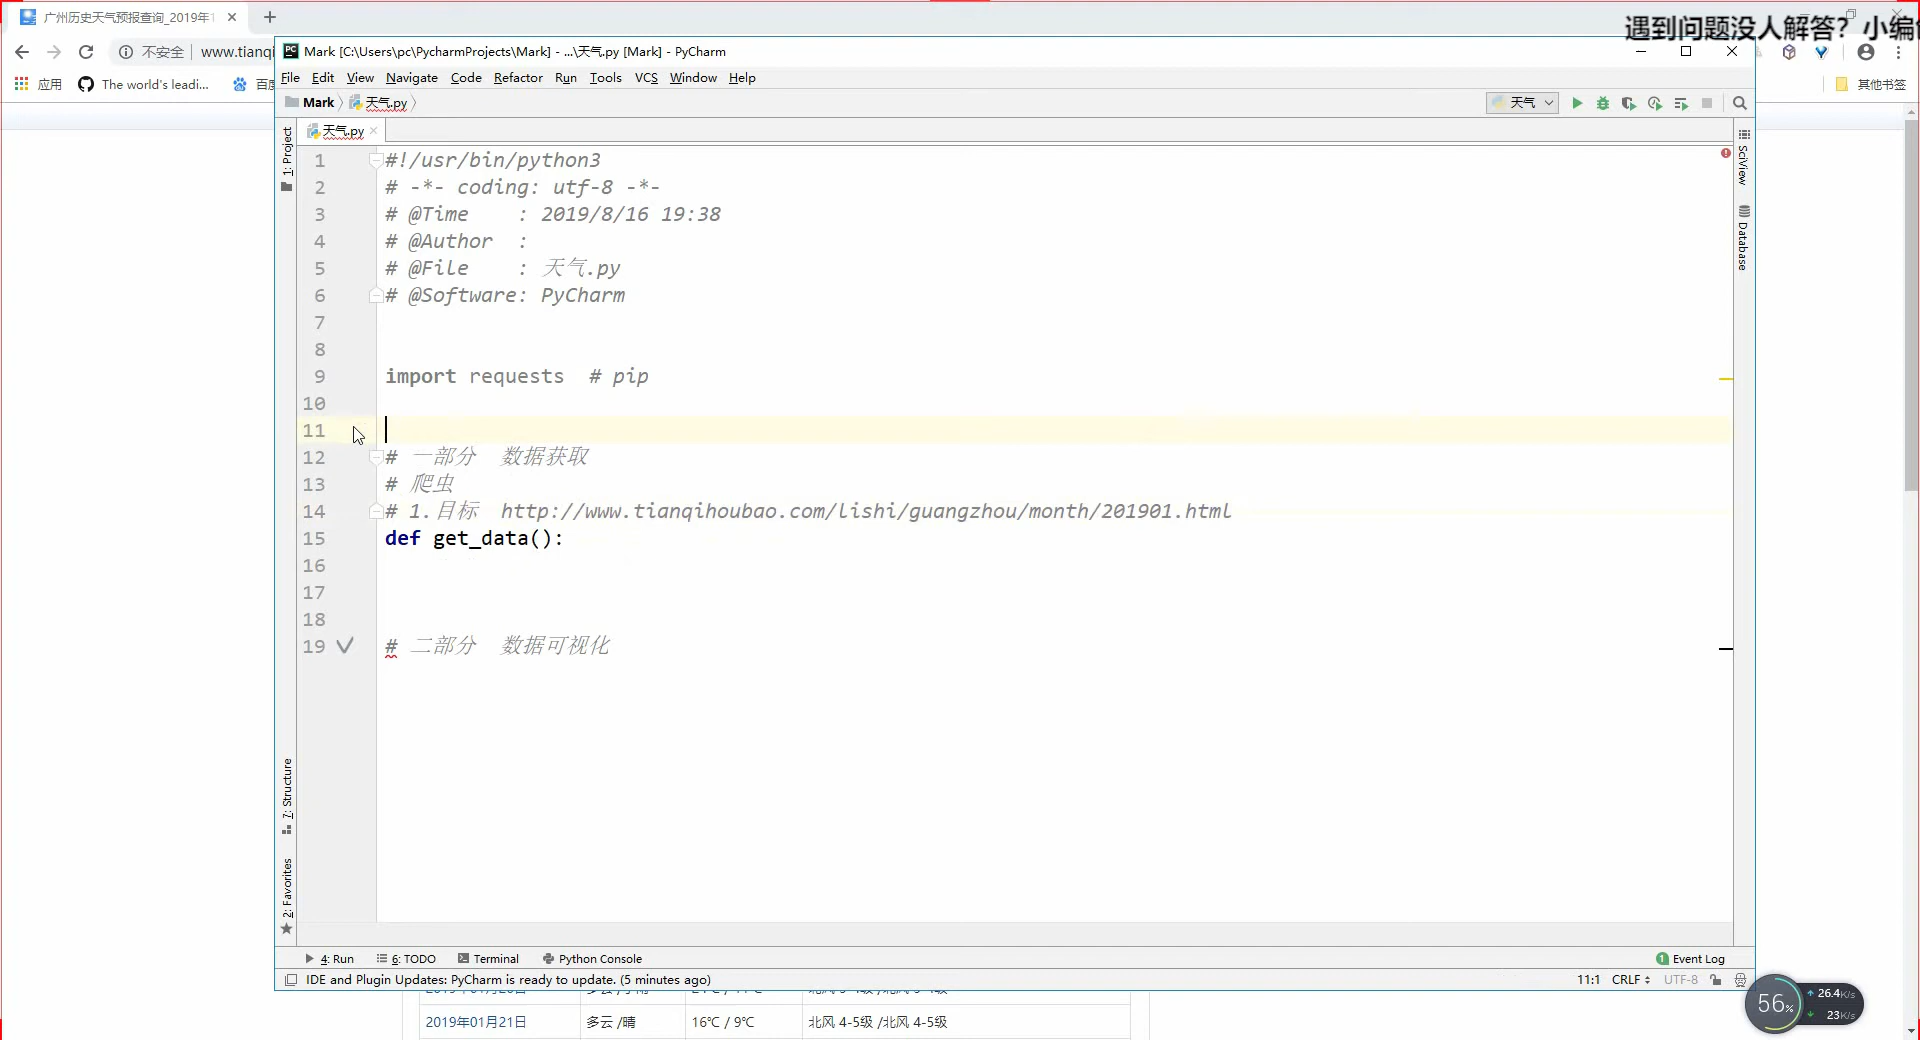 广州历史天气预报查询_2019年1
遇到问题没人解答？小编
不安全
www.tianqi
应用
The world's leadi...
百度
其他书签
Mark [C:\Users\pc\PycharmProjects\Mark] - ...\天气.py [Mark] - PyCharm
File Edit View Navigate Code Refactor Run Tools VCS Window Help
Mark 天气.py
天气
天气.py
1: Project
SciView
Database
1 #!/usr/bin/python3
2 # -*- coding: utf-8 -*-
3 # @Time    : 2019/8/16 19:38
4 # @Author  :
5 # @File    : 天气.py
6 # @Software: PyCharm
7
8
9 import requests  # pip
10
11
12 # 一部分  数据获取
13 # 爬虫
14 # 1.目标  http://www.tianqihoubao.com/lishi/guangzhou/month/201901.html
15 def get_data():
16
17
18
19 # 二部分  数据可视化
7: Structure
2: Favorites
4: Run 6: TODO Terminal Python Console
1 Event Log
IDE and Plugin Updates: PyCharm is ready to update. (5 minutes ago)
11:1 CRLF UTF-8
56%
26.4K/s
23K/s
2019年01月21日 多云 /晴 16℃ / 9℃ 北风 4-5级 /北风 4-5级